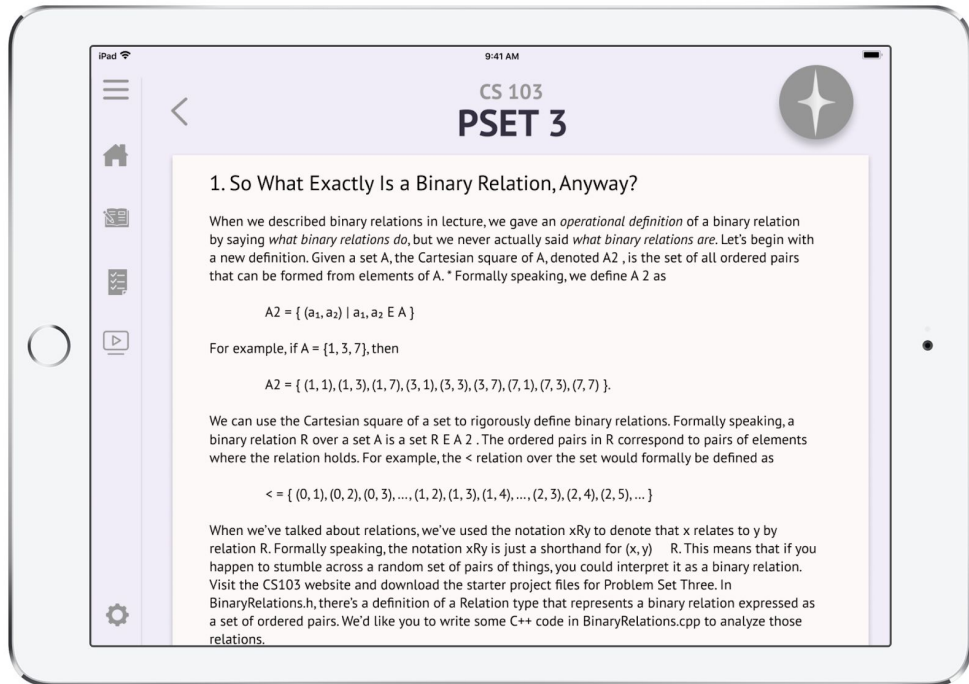 iPad
9:41 AM
CS 103
PSET 3
1. So What Exactly Is a Binary Relation, Anyway?
When we described binary relations in lecture, we gave an operational definition of a binary relation
by saying what binary relations do, but we never actually said what binary relations are. Let's begin with
a new definition. Given a set A, the Cartesian square of A, denoted A2 , is the set of all ordered pairs
that can be formed from elements of A. * Formally speaking, we define A 2 as
A2 = { (a₁, a₂) | a₁, a₂ E A }
For example, if A = {1, 3, 7}, then
A2 = { (1, 1), (1, 3), (1, 7), (3, 1), (3, 3), (3, 7), (7, 1), (7, 3), (7, 7) }.
We can use the Cartesian square of a set to rigorously define binary relations. Formally speaking, a
binary relation R over a set A is a set R E A 2 . The ordered pairs in R correspond to pairs of elements
where the relation holds. For example, the < relation over the set would formally be defined as
< = { (0, 1), (0, 2), (0, 3), ..., (1, 2), (1, 3), (1, 4), ..., (2, 3), (2, 4), (2, 5), ... }
When we've talked about relations, we've used the notation xRy to denote that x relates to y by
relation R. Formally speaking, the notation xRy is just a shorthand for (x, y) R. This means that if you
happen to stumble across a random set of pairs of things, you could interpret it as a binary relation.
Visit the CS103 website and download the starter project files for Problem Set Three. In
BinaryRelations.h, there's a definition of a Relation type that represents a binary relation expressed as
a set of ordered pairs. We'd like you to write some C++ code in BinaryRelations.cpp to analyze those
relations.